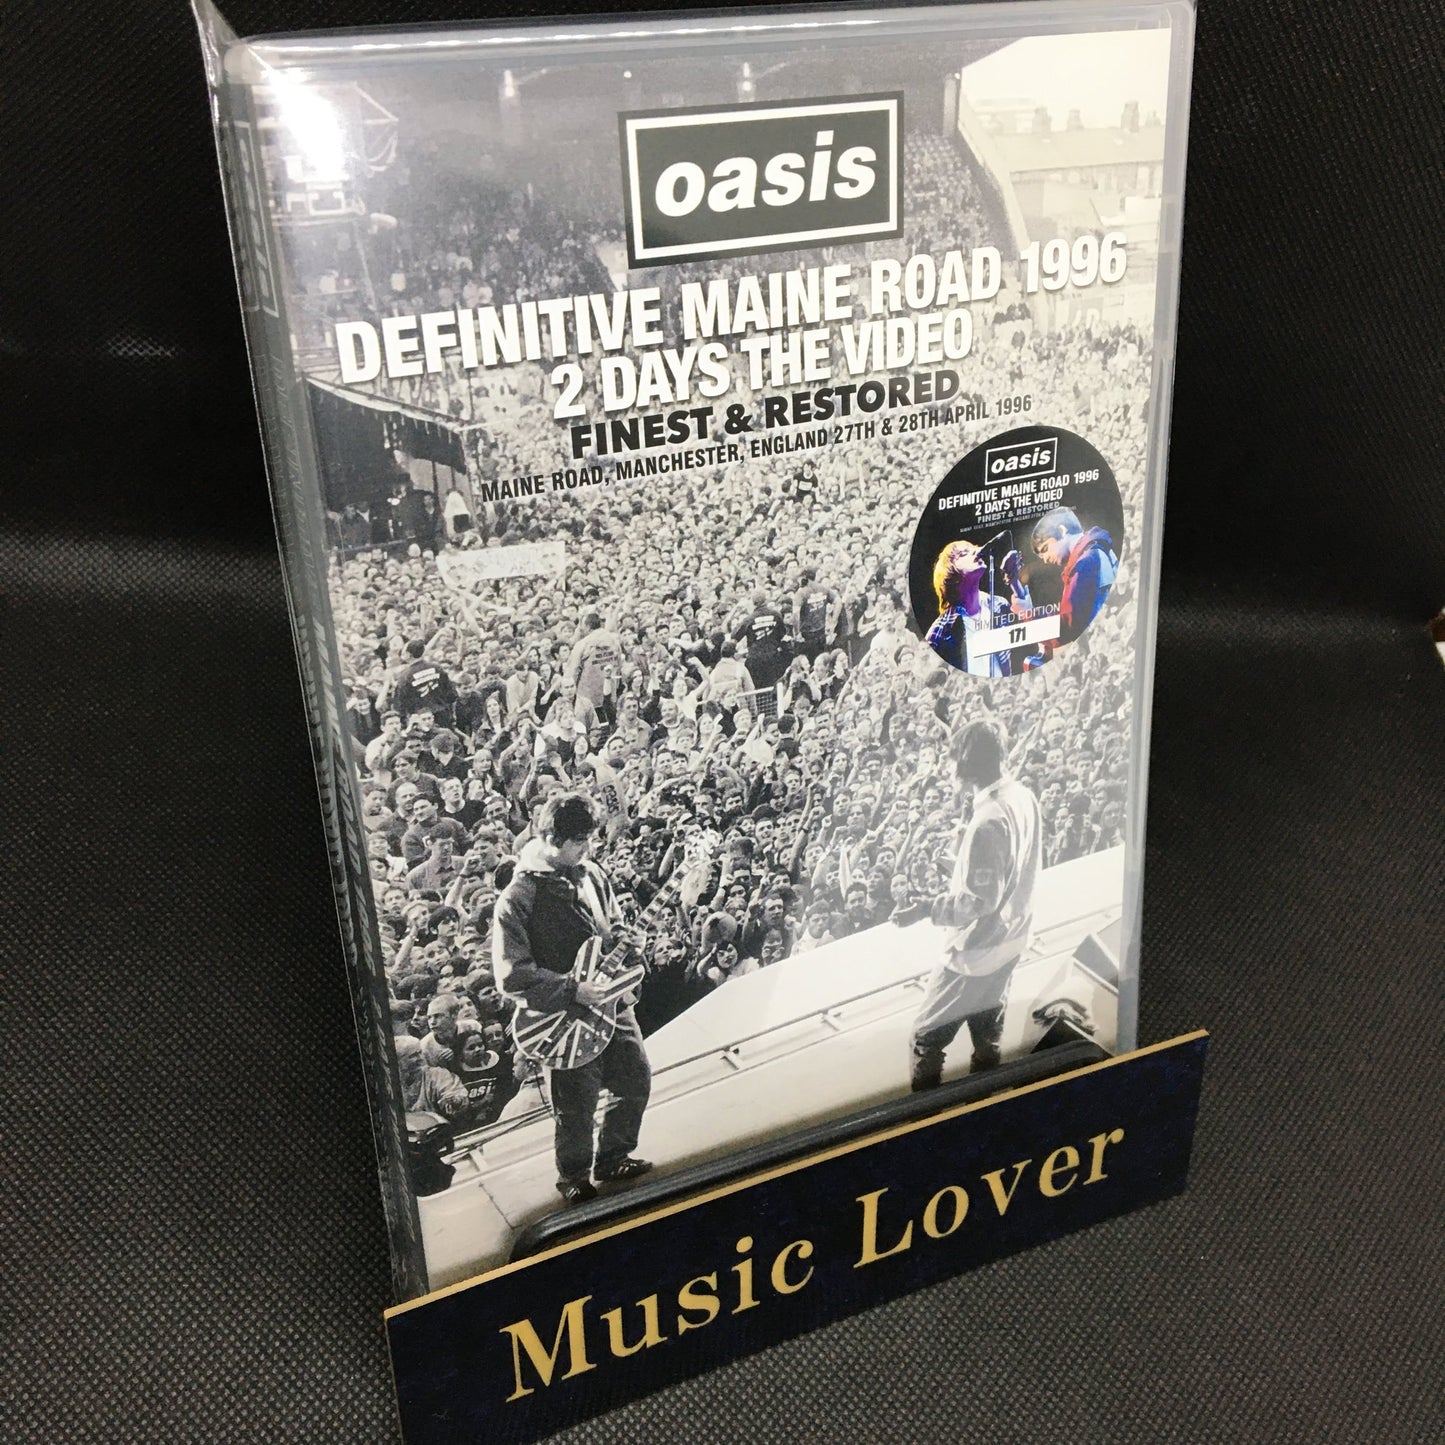 oasis
DEFINITIVE MAINE ROAD 1996
2 DAYS THE VIDEO
FINEST & RESTORED
MAINE ROAD, MANCHESTER, ENGLAND 27TH & 28TH APRIL 1996
oasis
DEFINITIVE MAINE ROAD 1996
2 DAYS THE VIDEO
FINEST & RESTORED
LIMITED EDITION
171
Music Lover